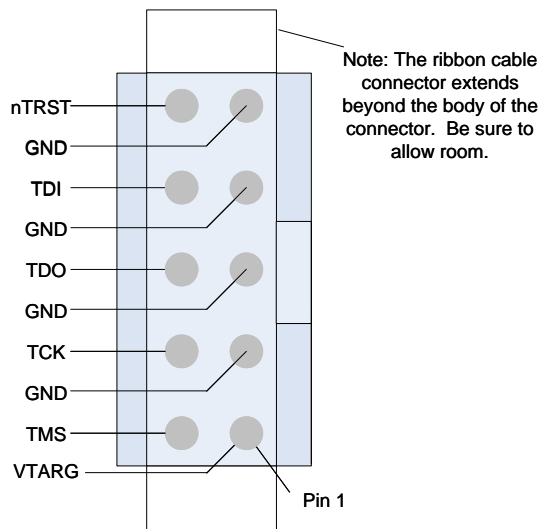 Note: The ribbon cable
connector extends
beyond the body of the
connector. Be sure to
allow room.
nTRST
GND
TDI
GND
TDO
GND
TCK
GND
TMS
VTARG
Pin 1